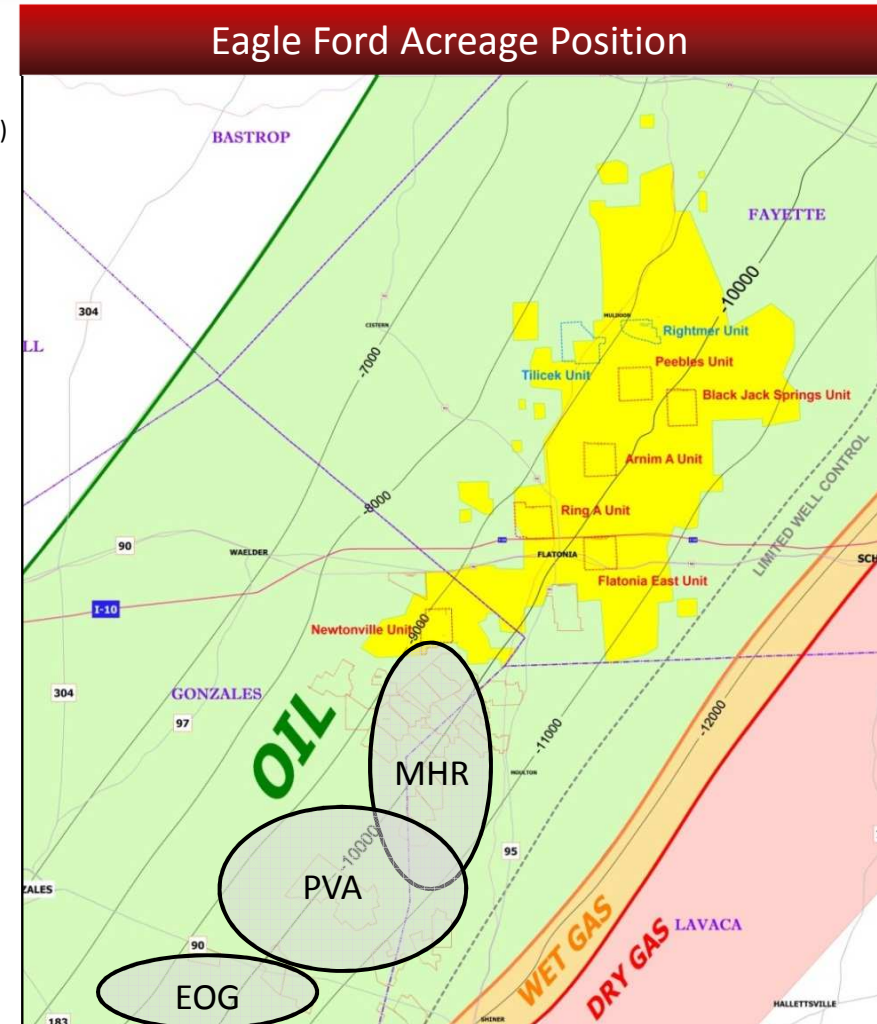 Eagle Ford Acreage Position
)
BASTROP
FAYETTE
-10000
304
MULDOON
CISTERN
Rightmer Unit
LL
-7000
Peebles Unit
Tilicek Unit
Black Jack Springs Unit
Arnim A Unit
LIMITED WELL CONTROL
-8000
Ring A Unit
90
WAELDER
FLATONIA
SCH
Flatonia East Unit
I-10
Newtonville Unit
-9000
304
GONZALES
97
OIL
-12000
-11000
MHR
MOULTON
-10000
95
ZALES
PVA
WET GAS
DRY GAS
LAVACA
90
EOG
HALLETTSVILLE
183
SHINER